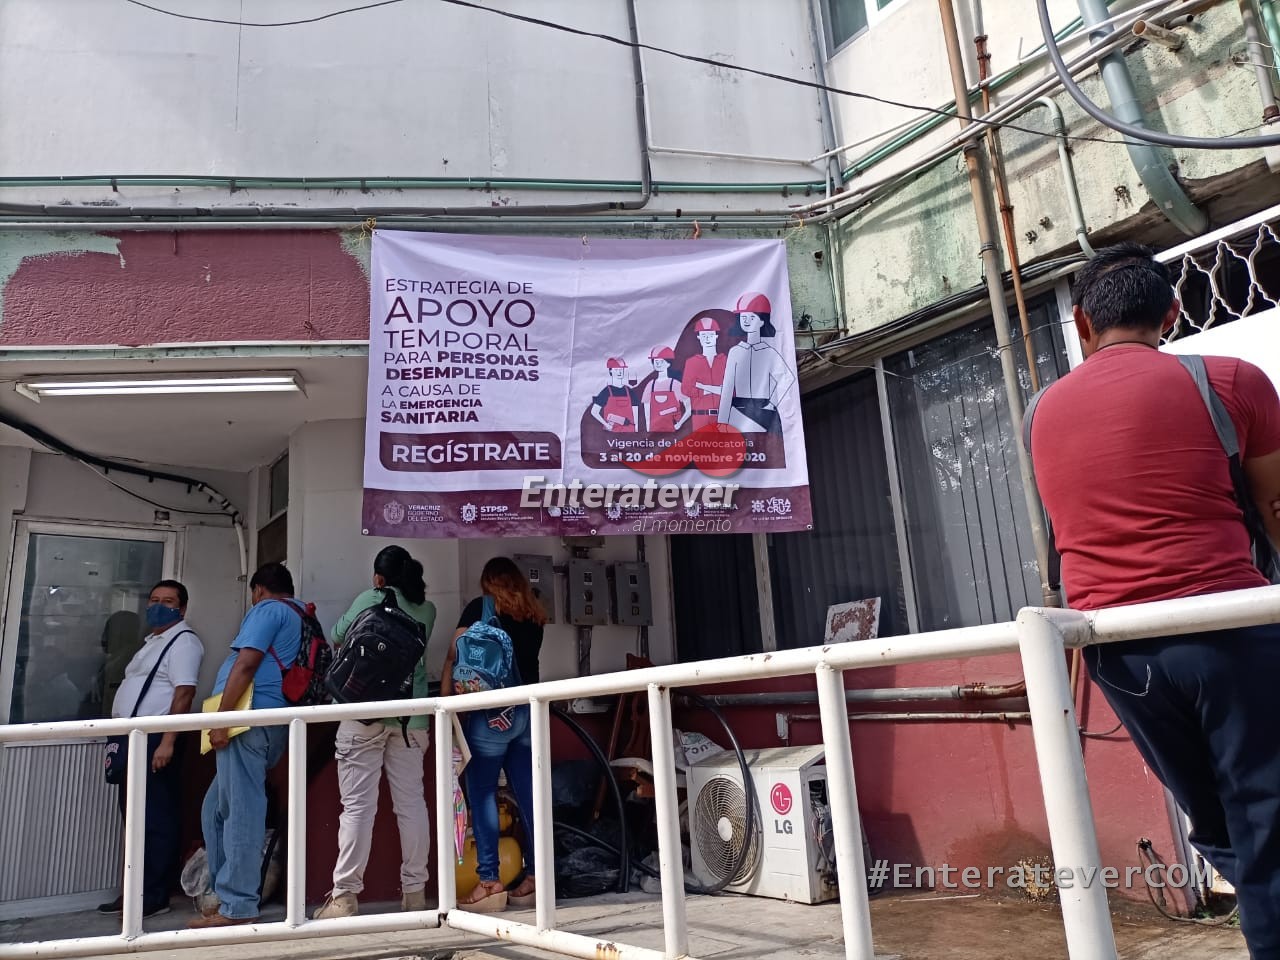 ESTRATEGIA DE
APOYO
TEMPORAL
PARA PERSONAS
DESEMPLEADAS
A CAUSA DE
LA EMERGENCIA
SANITARIA
REGÍSTRATE
Vigencia de la Convocatoria
3 al 20 de noviembre 2020
VERACRUZ
GOBIERNO
DEL ESTADO
STPSP
SNE
VERA
CRUZ
Enteratever
...al momento
LG
#EnteratevercOM